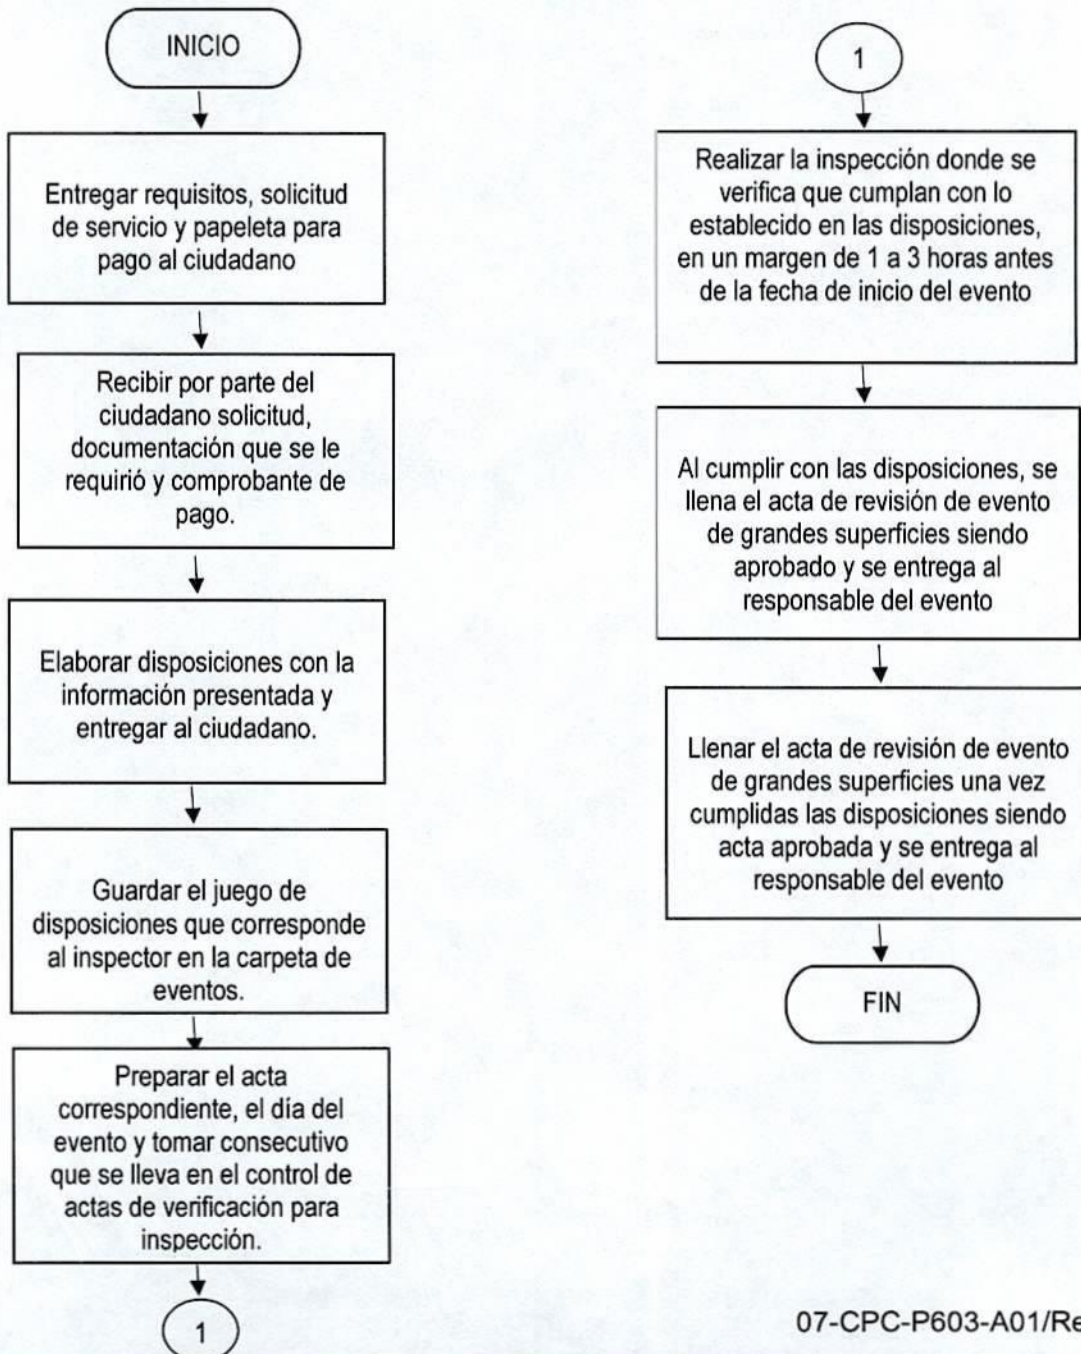 INICIO
Entregar requisitos, solicitud
de servicio y papeleta para
pago al ciudadano
Recibir por parte del
ciudadano solicitud,
documentación que se le
requirió y comprobante de
pago.
Elaborar disposiciones con la
información presentada y
entregar al ciudadano.
Guardar el juego de
disposiciones que corresponde
al inspector en la carpeta de
eventos.
Preparar el acta
correspondiente, el día del
evento y tomar consecutivo
que se lleva en el control de
actas de verificación para
inspección.
1
1
Realizar la inspección donde se
verifica que cumplan con lo
establecido en las disposiciones,
en un margen de 1 a 3 horas antes
de la fecha de inicio del evento
Al cumplir con las disposiciones, se
llena el acta de revisión de evento
de grandes superficies siendo
aprobado y se entrega al
responsable del evento
Llenar el acta de revisión de evento
de grandes superficies una vez
cumplidas las disposiciones siendo
acta aprobada y se entrega al
responsable del evento
FIN
07-CPC-P603-A01/Re